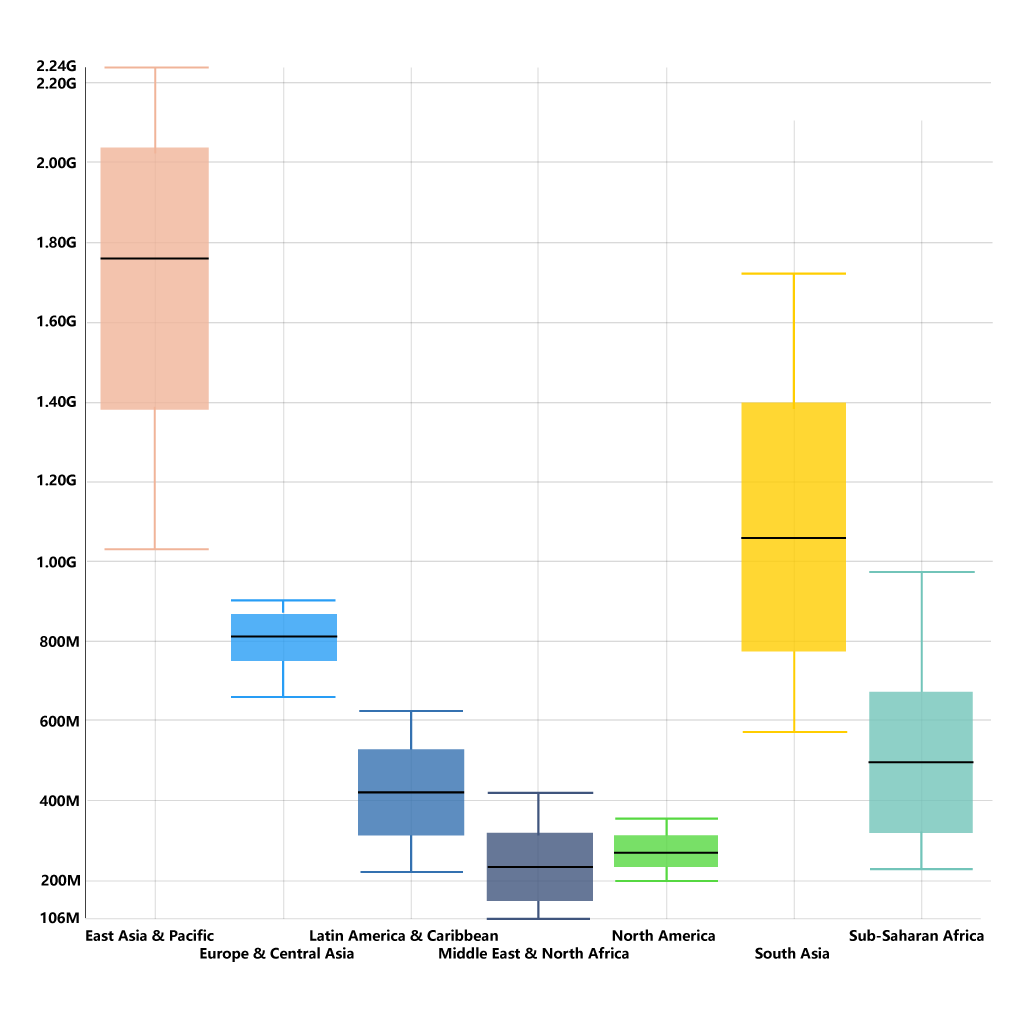 2.24G
2.20G
2.00G
1.80G
1.60G
1.40G
1.20G
1.00G
800M
600M
400M
200M
106M
East Asia & Pacific
Latin America & Caribbean
North America
Sub-Saharan Africa
Europe & Central Asia
Middle East & North Africa
South Asia